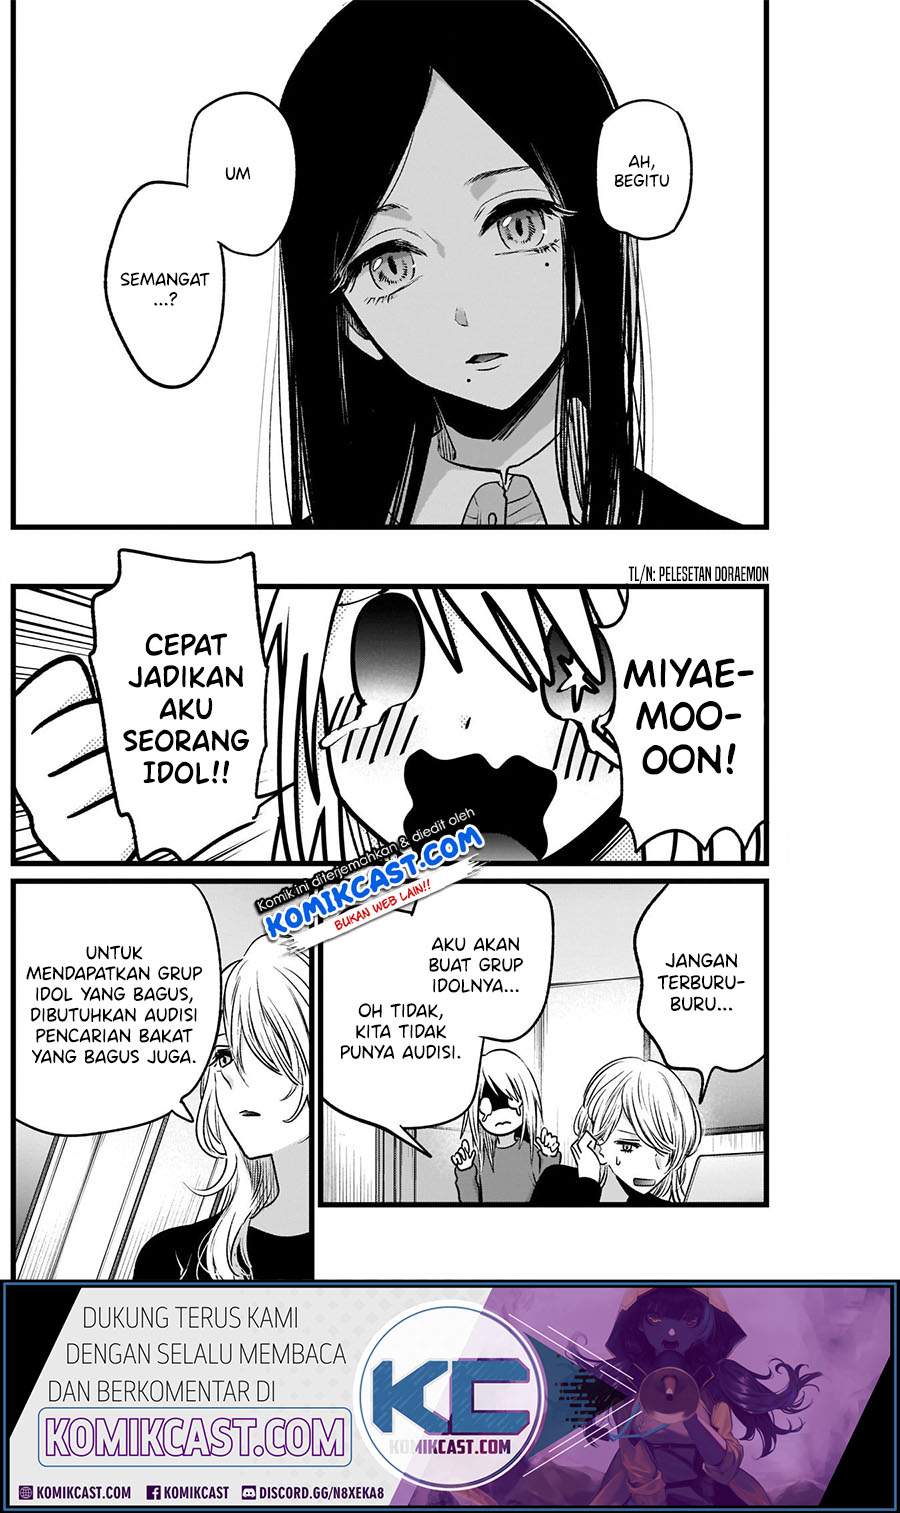 AH,
BEGITU
UM
SEMANGAT
...?
TL/N: PELESETAN DORAEMON
MIYAE-
MOO-
OON!
CEPAT
JADIKAN
AKU
SEORANG
IDOL!!
Komik ini diterjemahkan & diedit oleh
KOMIKCAST.COM
BUKAN WEB LAIN!!
JANGAN
TERBURU-
BURU...
AKU AKAN
BUAT GRUP
IDOLNYA...
OH TIDAK,
KITA TIDAK
PUNYA AUDISI.
UNTUK
MENDAPATKAN GRUP
IDOL YANG BAGUS,
DIBUTUHKAN AUDISI
PENCARIAN BAKAT
YANG BAGUS JUGA.
DUKUNG TERUS KAMI
DENGAN SELALU MEMBACA
DAN BERKOMENTAR DI
KOMIKCAST.COM
KC
KOMIKCAST.COM
KOMIKCAST.COM KOMIKCAST DISCORD.GG/N8XEKA8